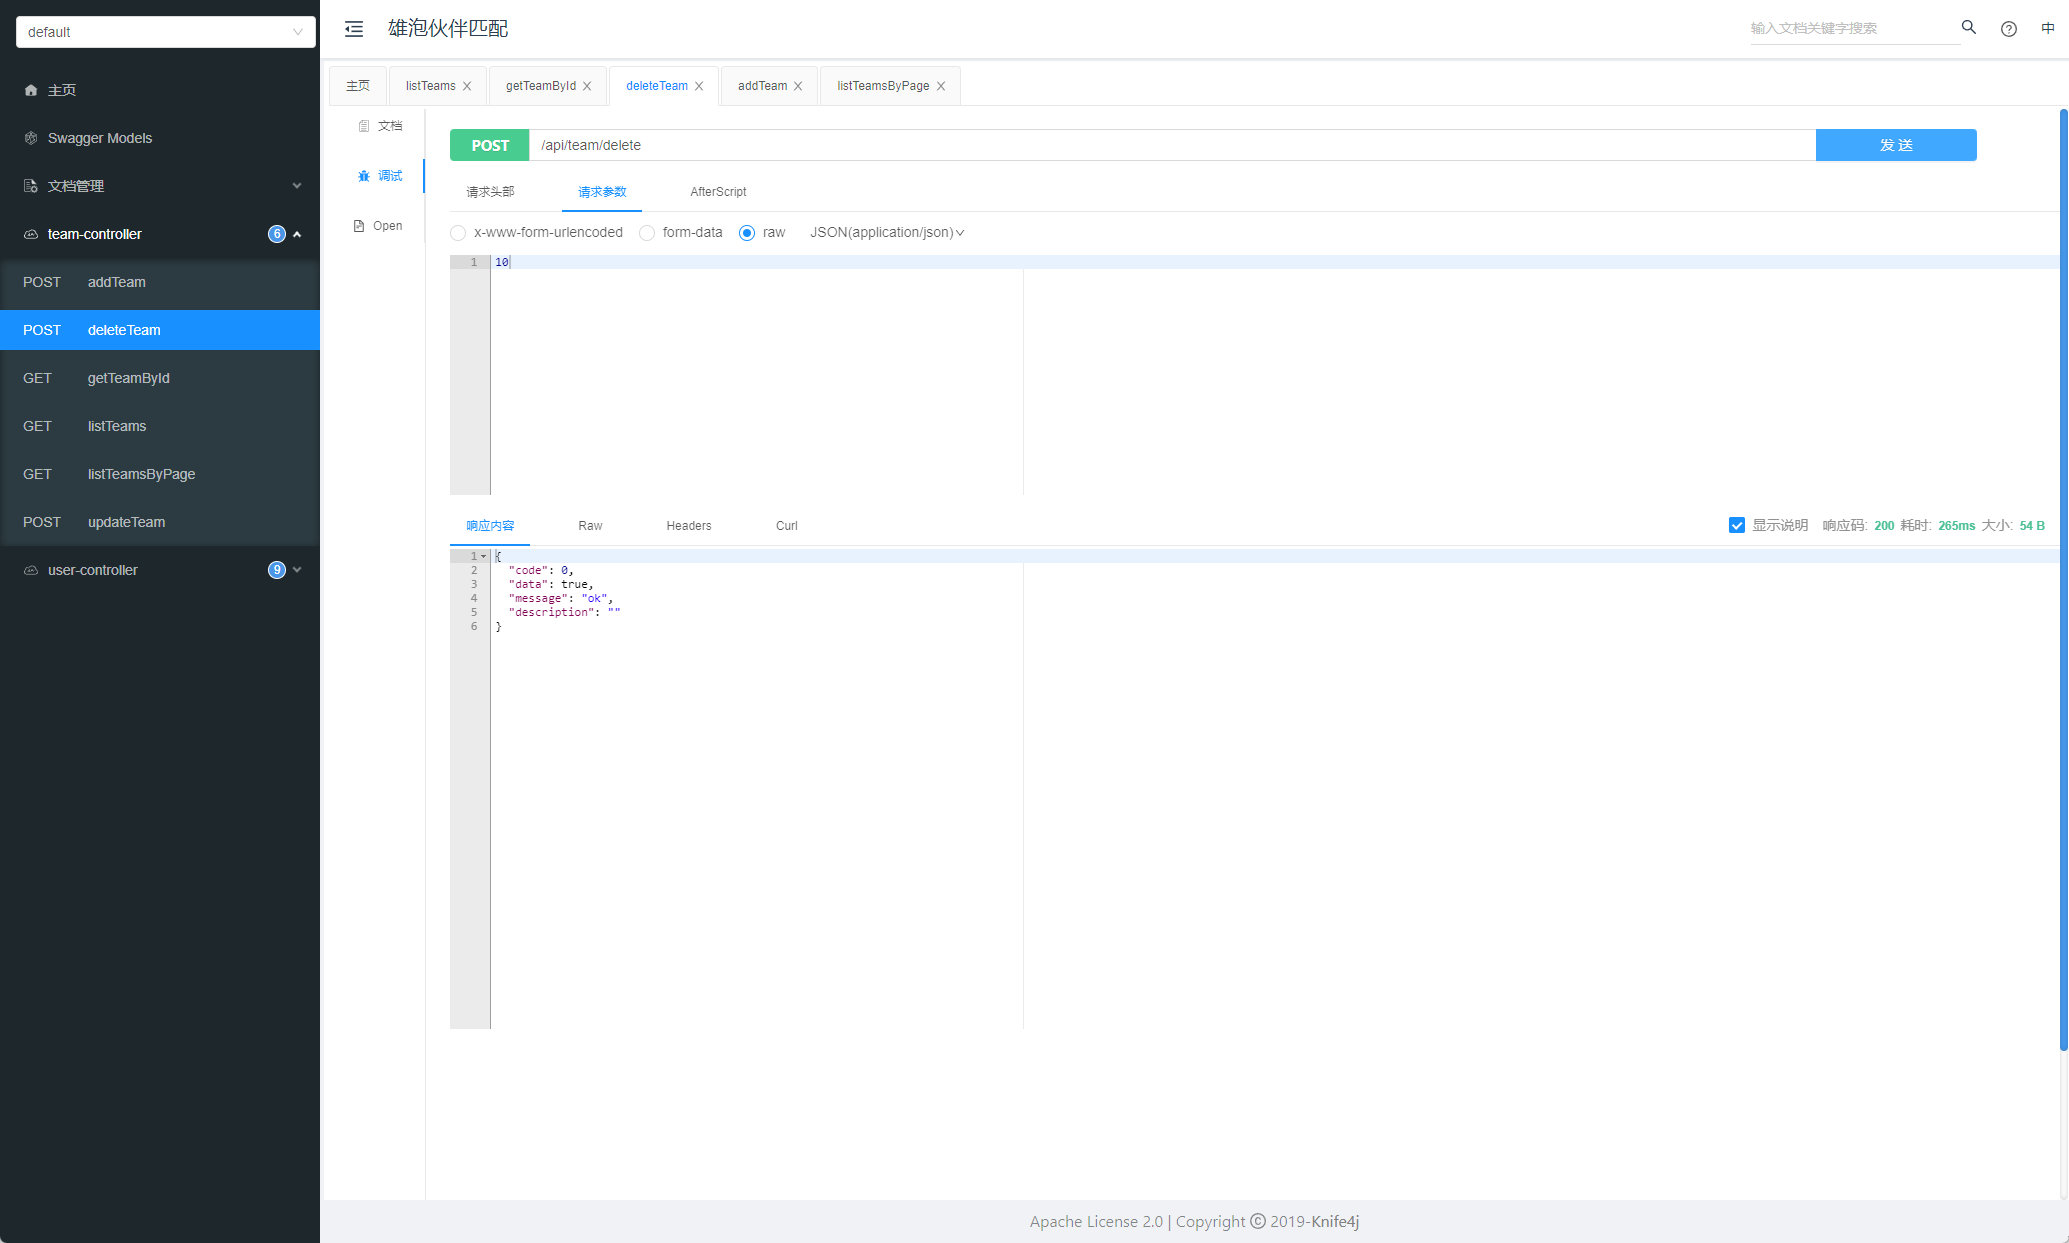 default
主页
Swagger Models
文档管理
team-controller 6
POST addTeam
POST deleteTeam
GET getTeamById
GET listTeams
GET listTeamsByPage
POST updateTeam
user-controller 9
雄泡伙伴匹配
输入文档关键字搜索
中
主页 listTeams getTeamById deleteTeam addTeam listTeamsByPage
文档
调试
Open
POST /api/team/delete 发 送
请求头部 请求参数 AfterScript
x-www-form-urlencoded form-data raw JSON(application/json)
1 10
响应内容 Raw Headers Curl 显示说明 响应码: 200 耗时: 265ms 大小: 54 B
1 {
2 "code": 0,
3 "data": true,
4 "message": "ok",
5 "description": ""
6 }
Apache License 2.0 | Copyright © 2019-Knife4j